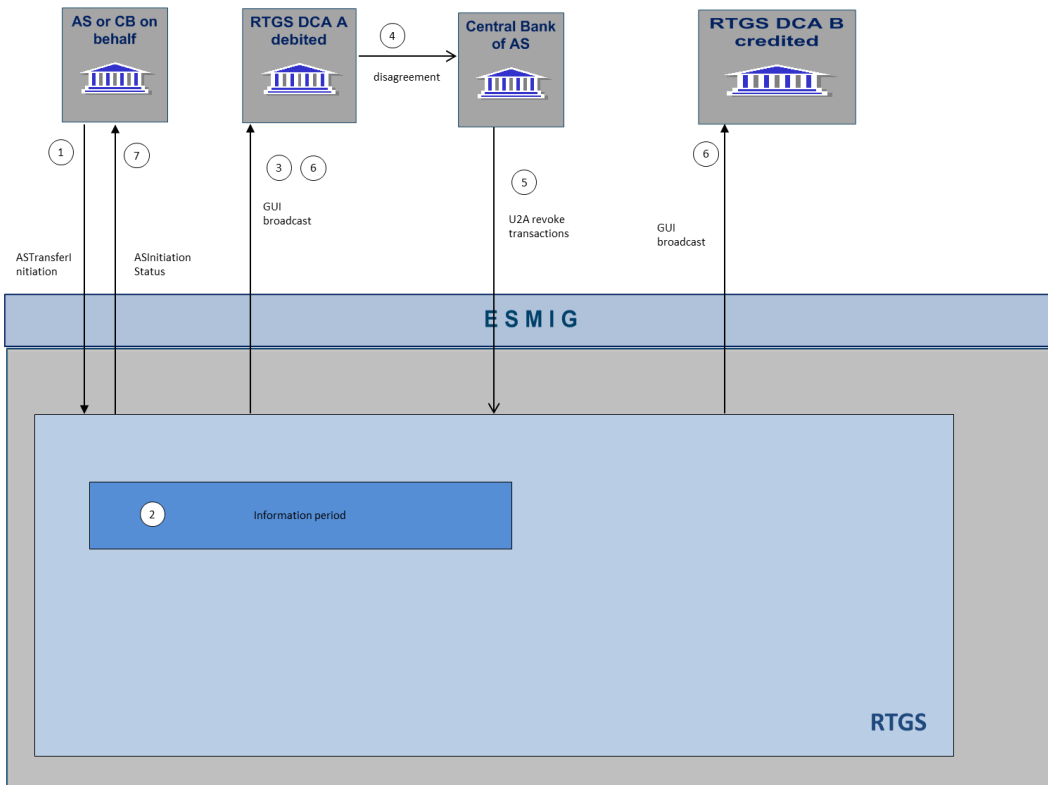 AS or CB on
behalf
RTGS DCA A
debited
Central Bank
of AS
RTGS DCA B
credited
4
disagreement
1
7
3
6
5
6
GUI
broadcast
U2A revoke
transactions
GUI
broadcast
ASTransferI
nitiation
ASInitiation
Status
ESMIG
2
Information period
RTGS